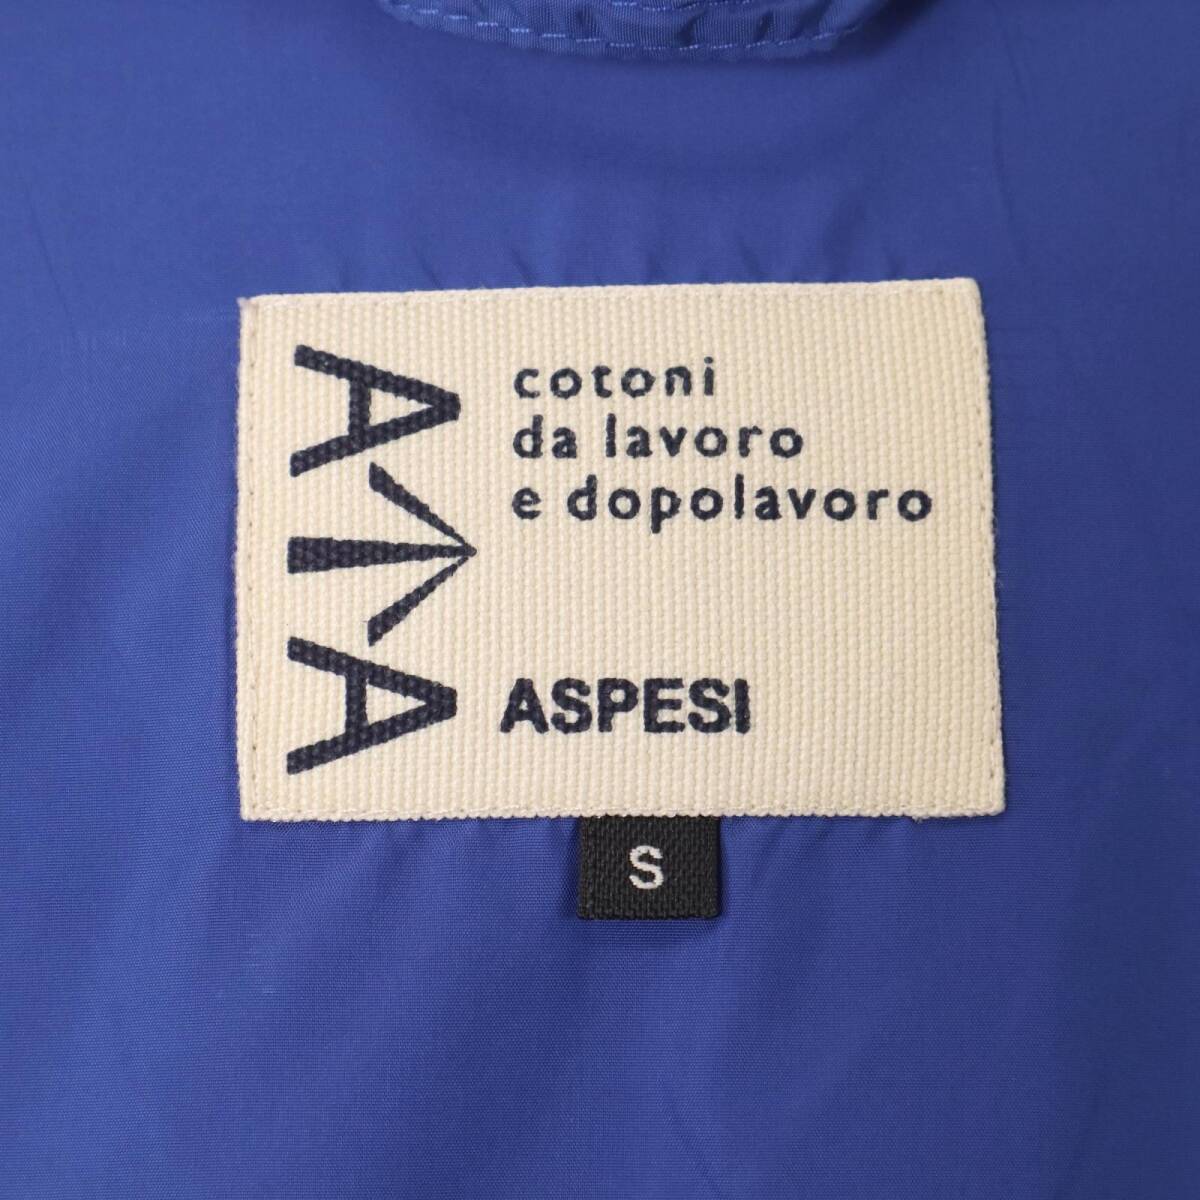 cotoni
da lavoro
e dopolavoro
ASPESI
S